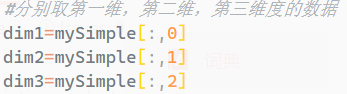 #分别取第一维，第二维，第三维度的数据
dim1=mySimple[:,0]
dim2=mySimple[:,1]
dim3=mySimple[:,2]